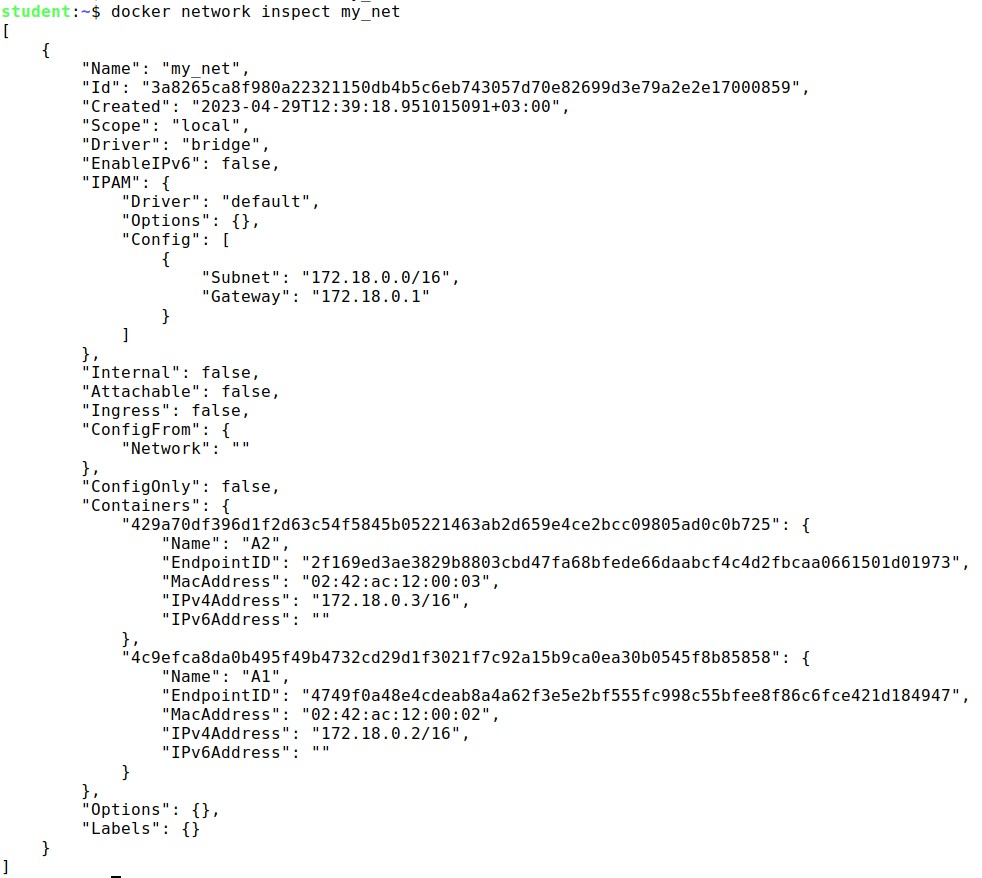 student:~$ docker network inspect my_net
[
    {
        "Name": "my_net",
        "Id": "3a8265ca8f980a22321150db4b5c6eb743057d70e82699d3e79a2e2e17000859",
        "Created": "2023-04-29T12:39:18.951015091+03:00",
        "Scope": "local",
        "Driver": "bridge",
        "EnableIPv6": false,
        "IPAM": {
            "Driver": "default",
            "Options": {},
            "Config": [
                {
                    "Subnet": "172.18.0.0/16",
                    "Gateway": "172.18.0.1"
                }
            ]
        },
        "Internal": false,
        "Attachable": false,
        "Ingress": false,
        "ConfigFrom": {
            "Network": ""
        },
        "ConfigOnly": false,
        "Containers": {
            "429a70df396d1f2d63c54f5845b05221463ab2d659e4ce2bcc09805ad0c0b725": {
                "Name": "A2",
                "EndpointID": "2f169ed3ae3829b8803cbd47fa68bfede66daabcf4c4d2fbcaa0661501d01973",
                "MacAddress": "02:42:ac:12:00:03",
                "IPv4Address": "172.18.0.3/16",
                "IPv6Address": ""
            },
            "4c9efca8da0b495f49b4732cd29d1f3021f7c92a15b9ca0ea30b0545f8b85858": {
                "Name": "A1",
                "EndpointID": "4749f0a48e4cdeab8a4a62f3e5e2bf555fc998c55bfee8f86c6fce421d184947",
                "MacAddress": "02:42:ac:12:00:02",
                "IPv4Address": "172.18.0.2/16",
                "IPv6Address": ""
            }
        },
        "Options": {},
        "Labels": {}
    }
]